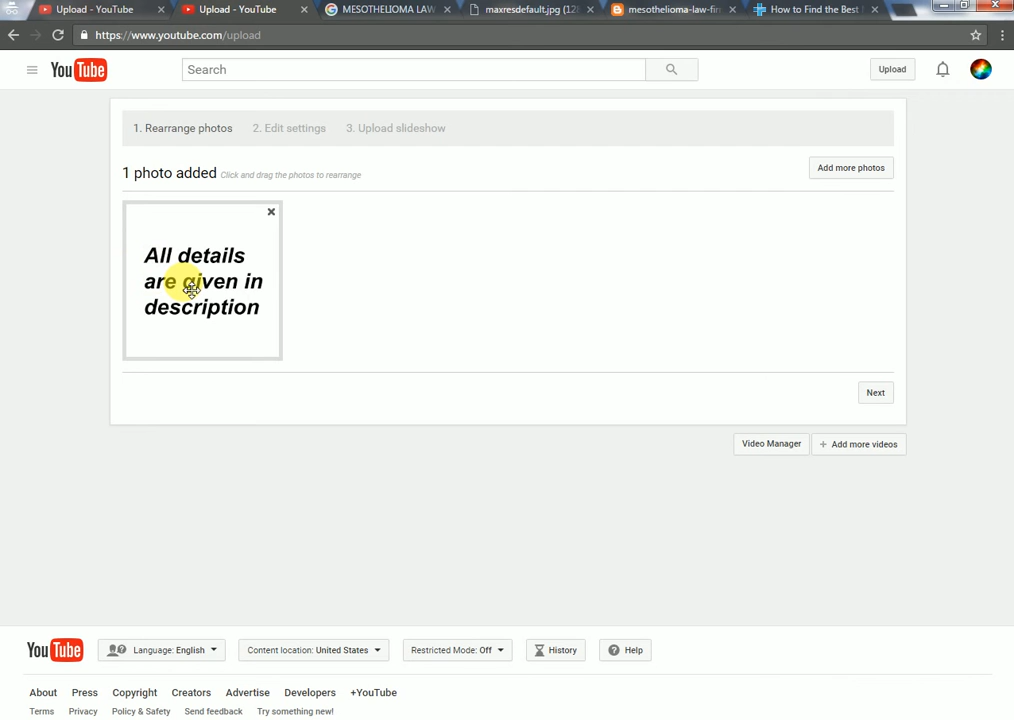 Upload - YouTube
Upload - YouTube
MESOTHELIOMA LAW
maxresdefault.jpg (128
mesothelioma-law-fir
How to Find the Best
https://www.youtube.com/upload
YouTube
Search
Upload
1. Rearrange photos 2. Edit settings 3. Upload slideshow
1 photo added Click and drag the photos to rearrange
Add more photos
All details
are given in
description
Next
Video Manager
+ Add more videos
YouTube
Language: English
Content location: United States
Restricted Mode: Off
History
Help
About Press Copyright Creators Advertise Developers +YouTube
Terms Privacy Policy & Safety Send feedback Try something new!